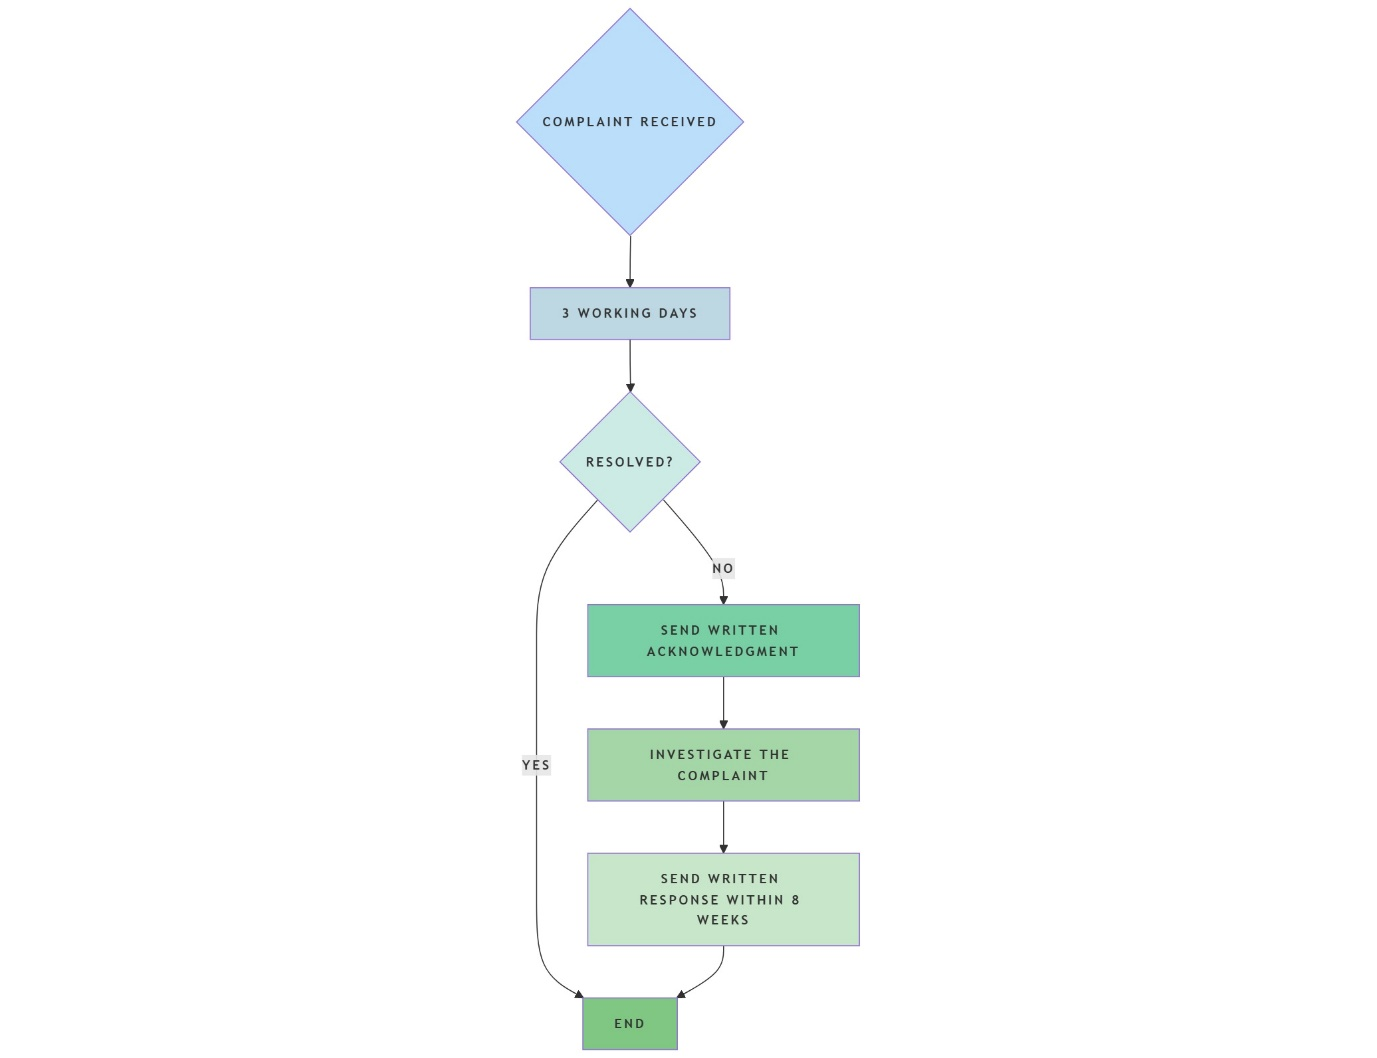 COMPLAINT RECEIVED
3 WORKING DAYS
RESOLVED?
NO
SEND WRITTEN
ACKNOWLEDGMENT
YES
INVESTIGATE THE
COMPLAINT
SEND WRITTEN
RESPONSE WITHIN 8
WEEKS
END